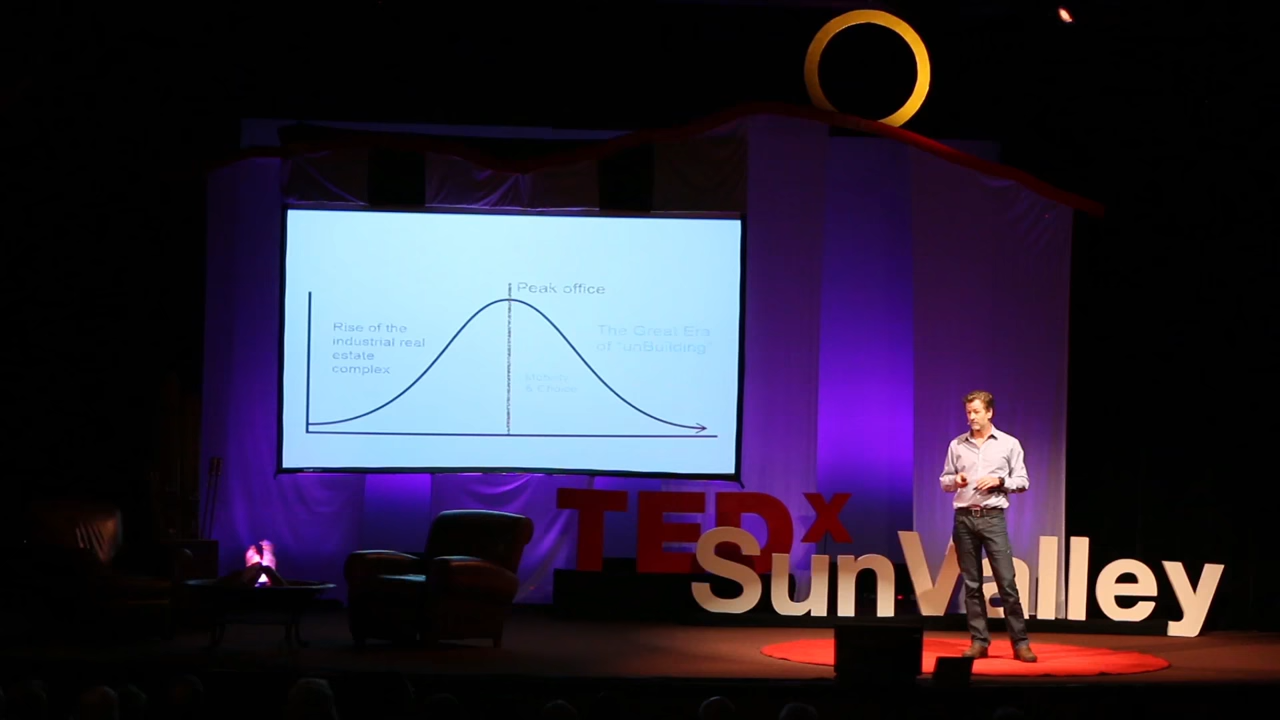 Peak office
Rise of the
industrial real
estate
complex
The Great Era
of "unBuilding"
TEDx
SunValley